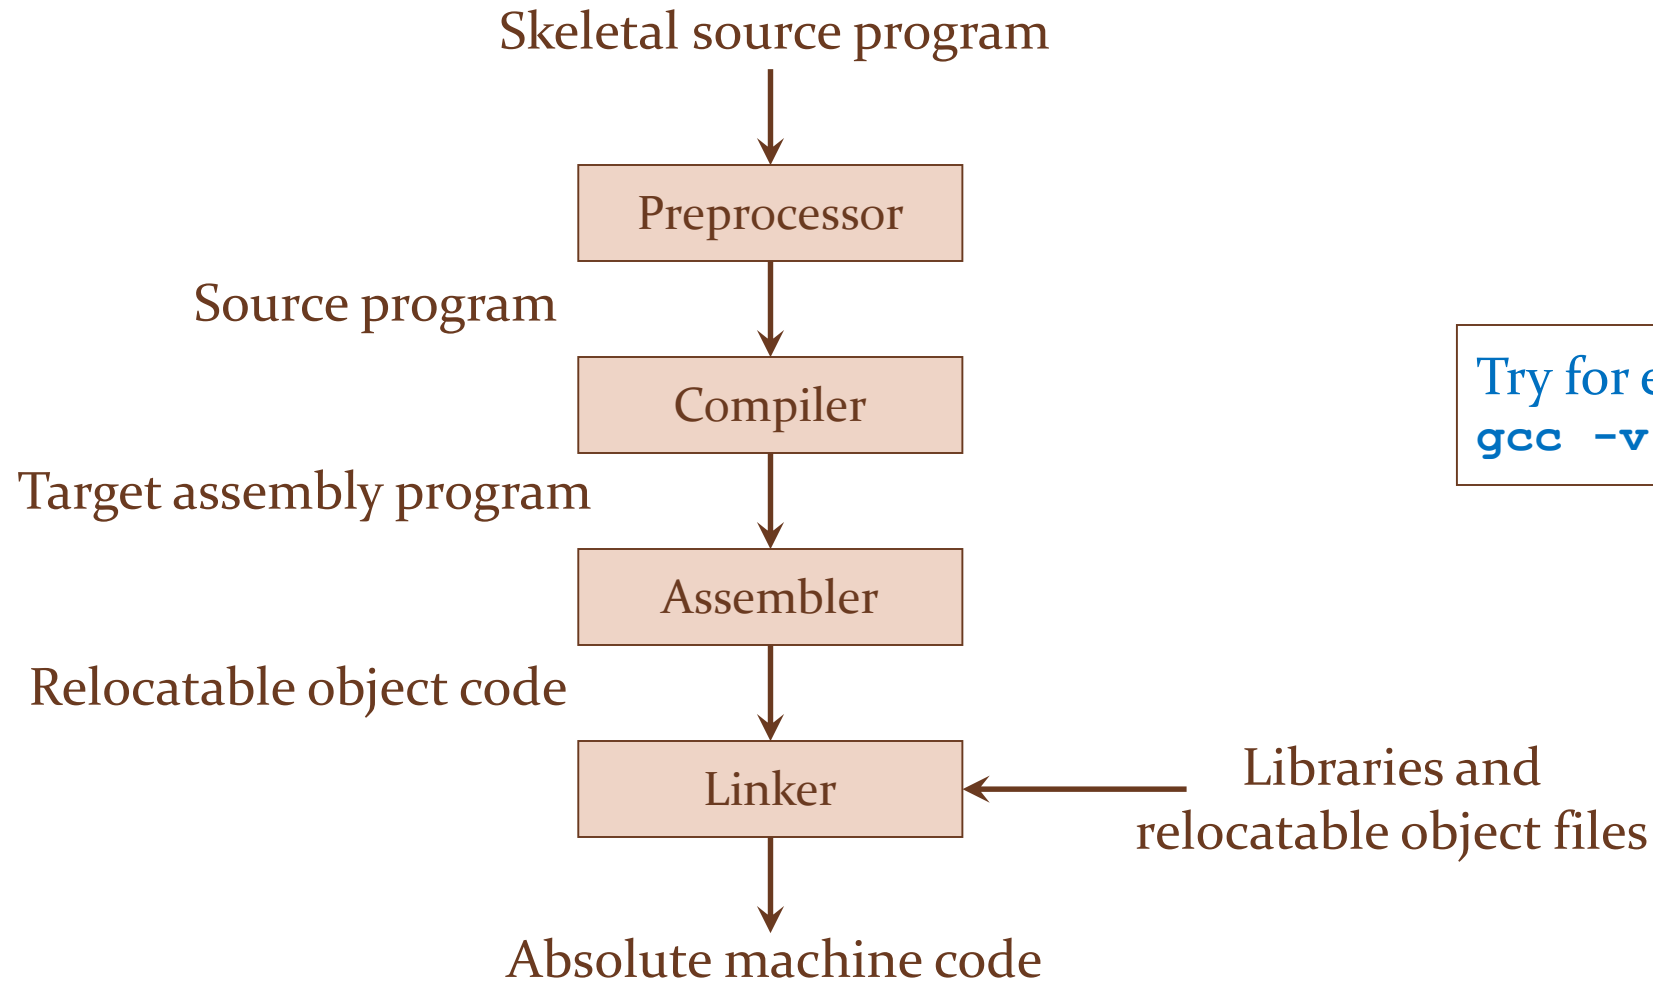 Skeletal source program
Preprocessor
Source program
Compiler
Try for
gcc -v
Target assembly program
Assembler
Relocatable object code
Linker
Libraries and
relocatable object files
Absolute machine code